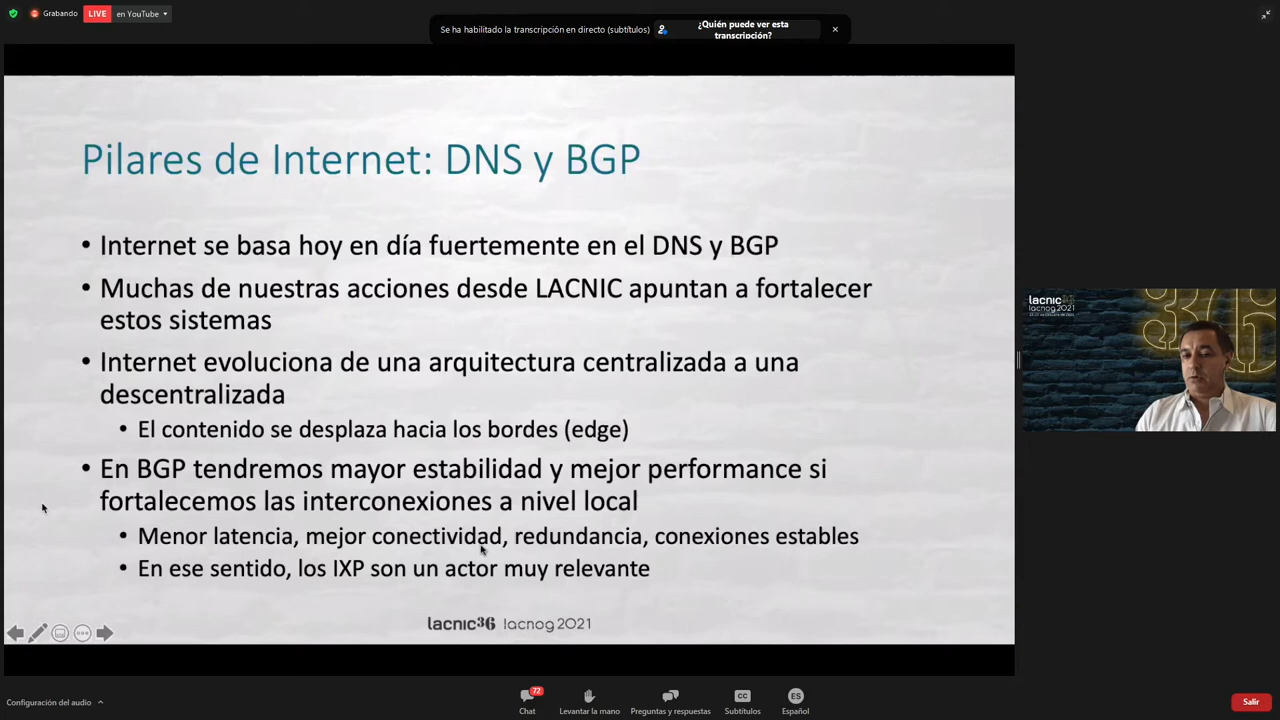 Grabando
LIVE
en YouTube
Se ha habilitado la transcripción en directo (subtítulos)
¿Quién puede ver esta
transcripción?
Pilares de Internet: DNS y BGP
• Internet se basa hoy en día fuertemente en el DNS y BGP
• Muchas de nuestras acciones desde LACNIC apuntan a fortalecer
estos sistemas
• Internet evoluciona de una arquitectura centralizada a una
descentralizada
• El contenido se desplaza hacia los bordes (edge)
• En BGP tendremos mayor estabilidad y mejor performance si
fortalecemos las interconexiones a nivel local
• Menor latencia, mejor conectividad, redundancia, conexiones estables
• En ese sentido, los IXP son un actor muy relevante
lacnic36 lacnog 2021
lacnic36
lacnog 2021
36
Configuración del audio
72
Chat
Levantar la mano
Preguntas y respuestas
CC
Subtítulos
ES
Español
Salir